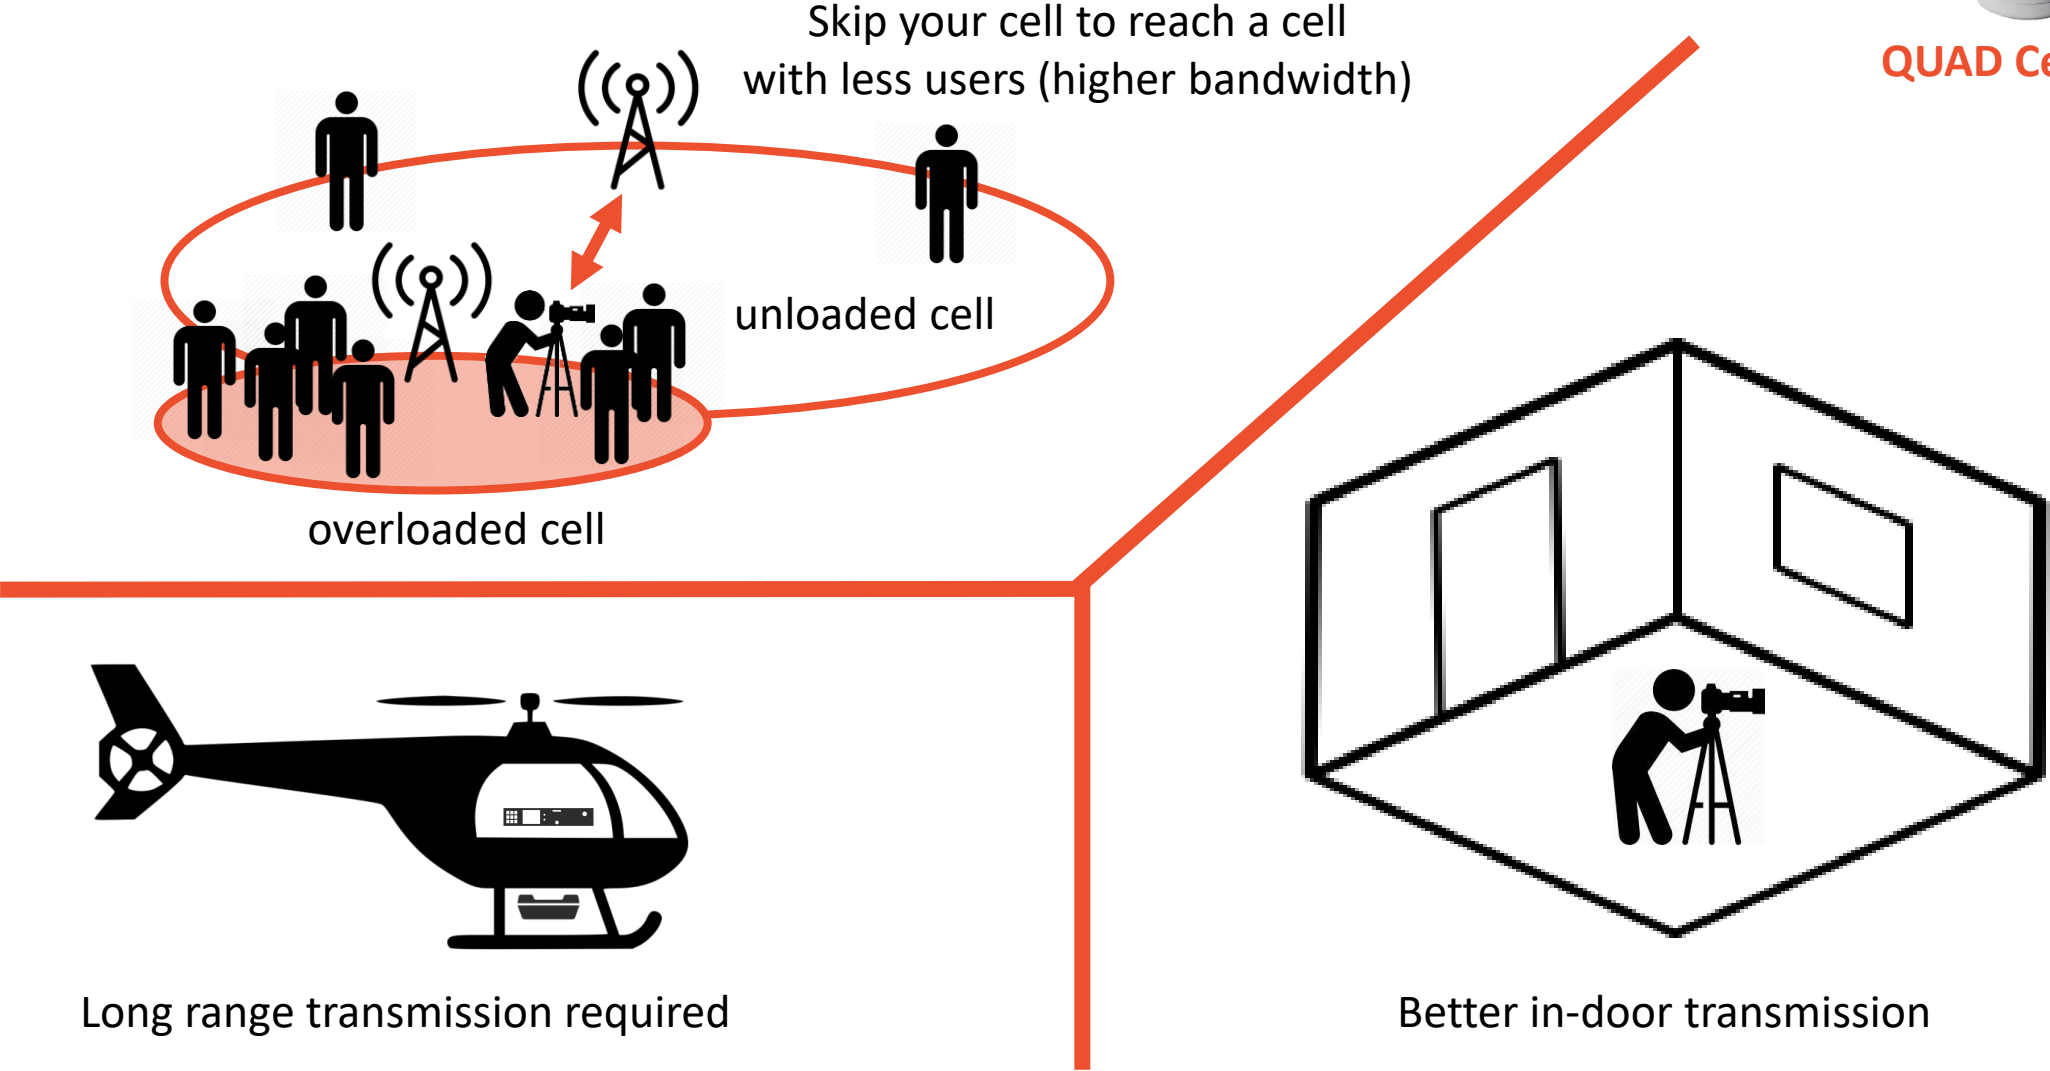 Skip your cell to reach a cell
with less users (higher bandwidth)
QUAD
unloaded cell
overloaded cell
Long range transmission required
Better in-door transmission